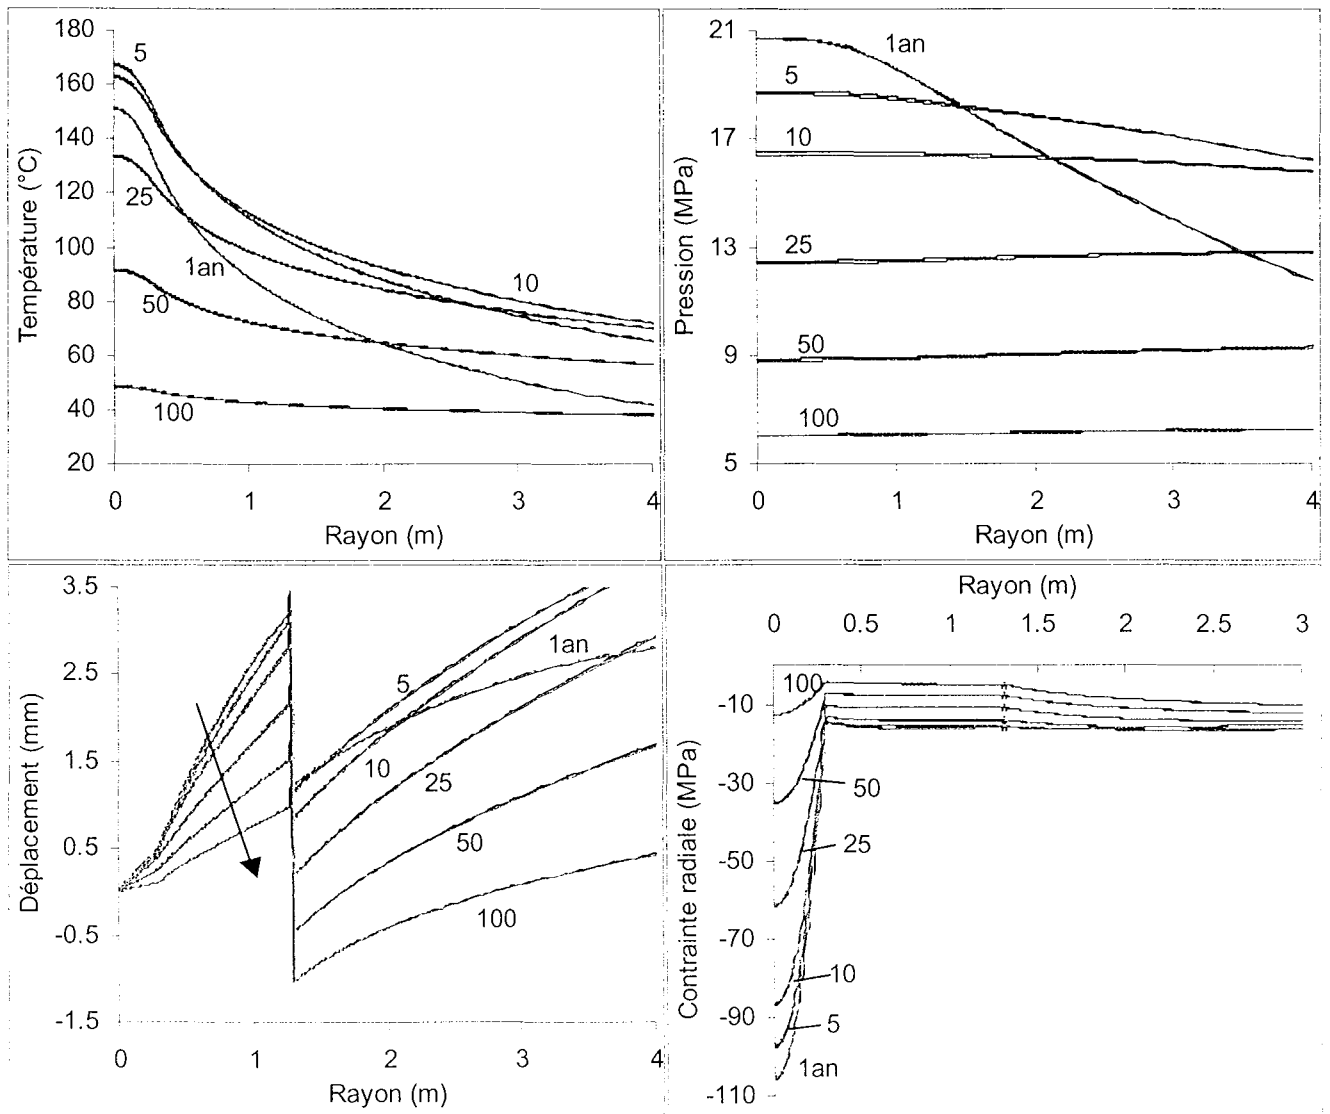 180
160
140
120
100
80
60
40
20
Température (°C)
5
25
1an
10
50
100
0 1 2 3 4
Rayon (m)
21
17
13
9
5
Pression (MPa)
1an
5
10
25
50
100
0 1 2 3 4
Rayon (m)
3.5
2.5
1.5
0.5
-0.5
-1.5
Déplacement (mm)
1an
5
10
25
50
100
0 1 2 3 4
Rayon (m)
Rayon (m)
0 0.5 1 1.5 2 2.5 3
-10
-30
-50
-70
-90
-110
Contrainte radiale (MPa)
100
50
25
10
5
1an